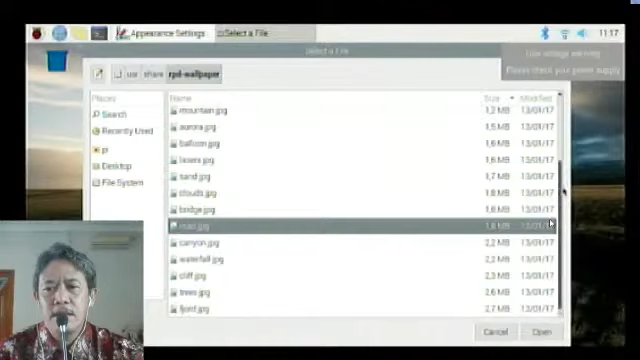 Appearance Settings
Select a File
11:17
Select a File
Low voltage warning
Please check your power supply
usr share rpd-wallpaper
Places
Name Size Modified
Search
Recently Used
pi
Desktop
File System
mountain.jpg 1,2 MB 13/01/17
aurora.jpg 1,5 MB 13/01/17
balloon.jpg 1,6 MB 13/01/17
1,6 MB 13/01/17
sand.jpg 1,7 MB 13/01/17
clouds.jpg 1,8 MB 13/01/17
bridge.jpg 1,8 MB 13/01/17
road.jpg 1,8 MB 13/01/17
canyon.jpg 2,2 MB 13/01/17
waterfall.jpg 2,2 MB 13/01/17
cliff.jpg 2,3 MB 13/01/17
trees.jpg 2,6 MB 13/01/17
fjord.jpg 2,7 MB 13/01/17
Cancel
Open